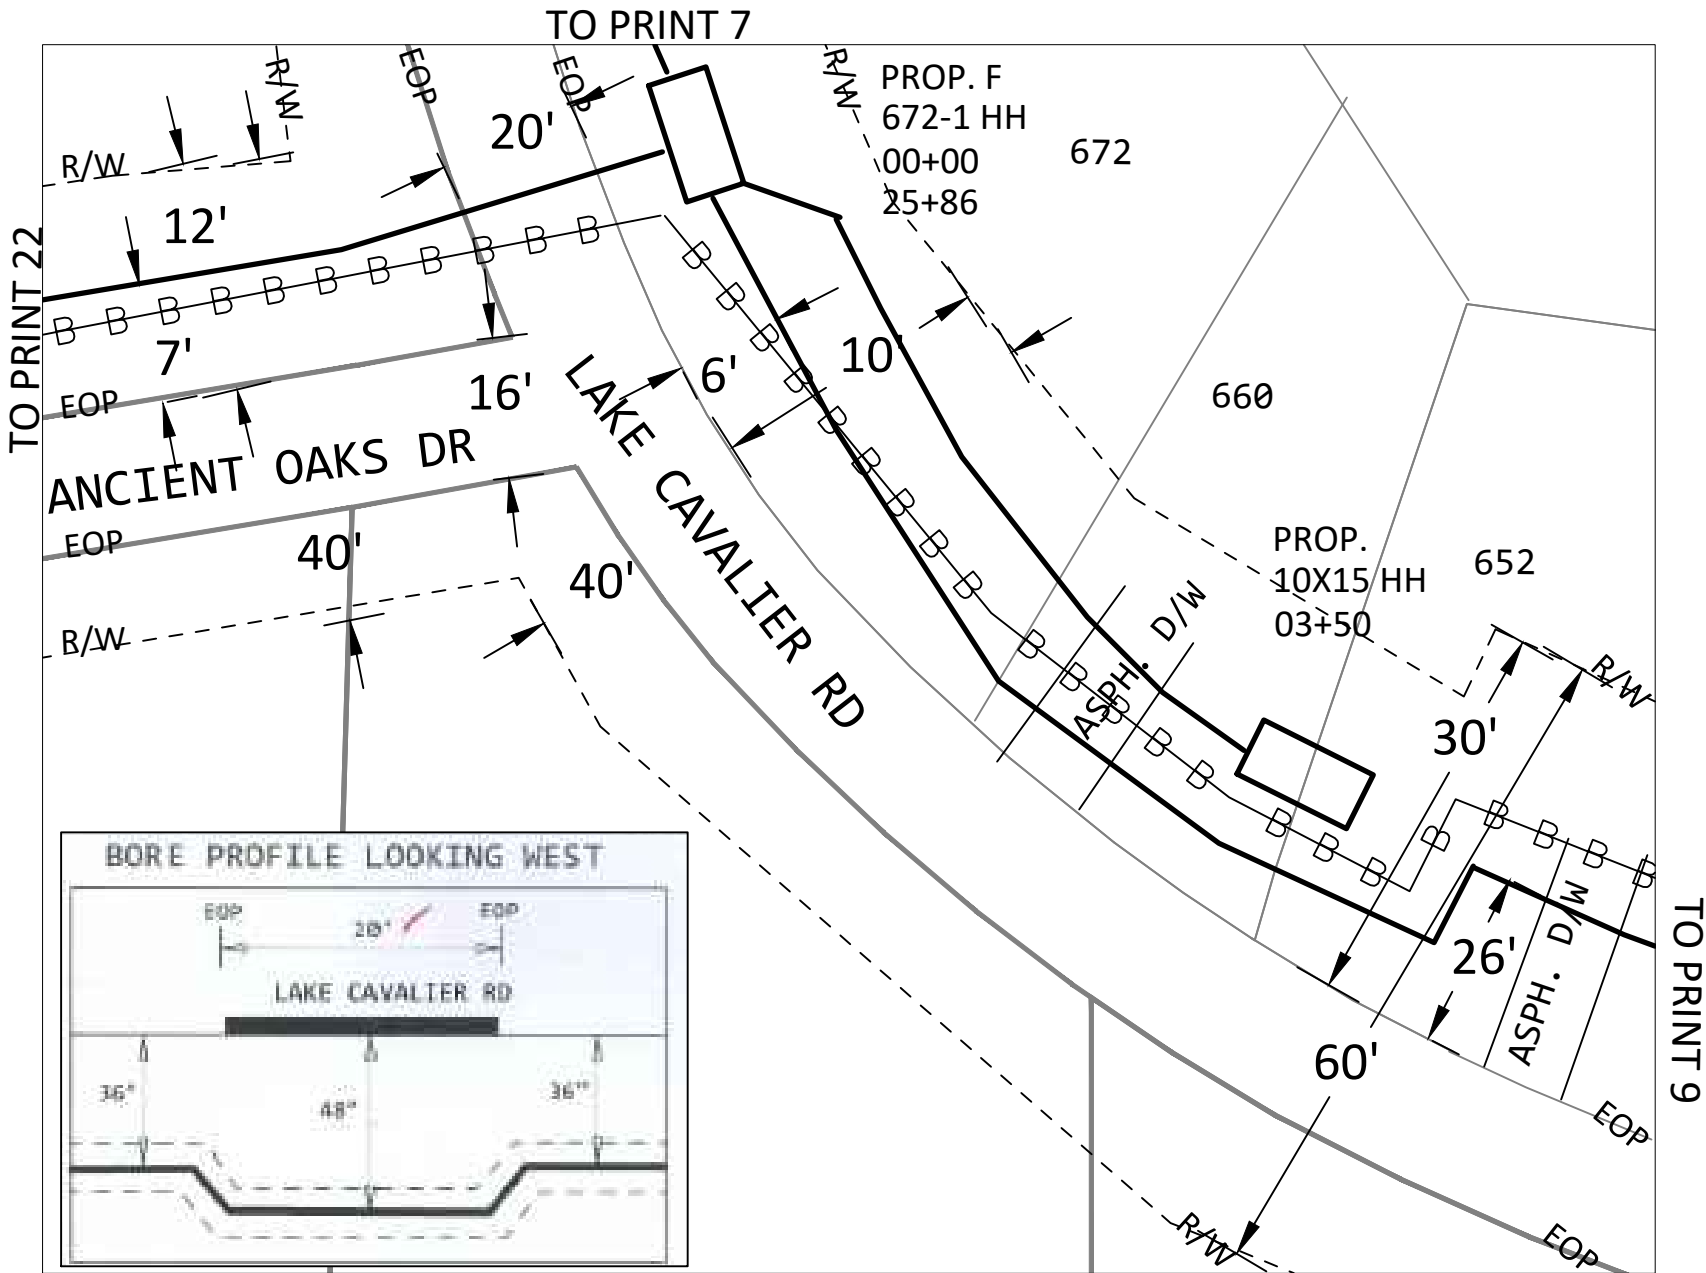 TO PRINT 7
R/W
EOP
EOP
R/W
PROP. F
672-1 HH
00+00
25+86
672
20'
R/W
12'
TO PRINT 22
B B B B B B B B B B B
7'
EOP
16'
6'
10'
LAKE CAVALIER RD
660
ANCIENT OAKS DR
EOP
40'
40'
R/W
B B B B B B B B B
PROP.
10X15 HH
03+50
652
ASPH. D/W
R/W
B B B B B
30'
B B B B
B B B B
26'
ASPH. D/W
TO PRINT 9
60'
EOP
R/W
EOP
BORE PROFILE LOOKING WEST
EOP
20'
EOP
LAKE CAVALIER RD
36"
48"
36"